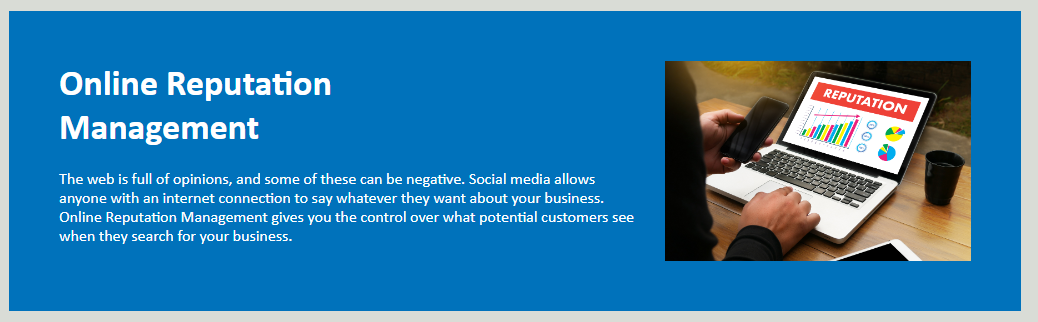 Online Reputation
Management
The web is full of opinions, and some of these can be negative. Social media allows
anyone with an internet connection to say whatever they want about your business.
Online Reputation Management gives you the control over what potential customers see
when they search for your business.
REPUTATION